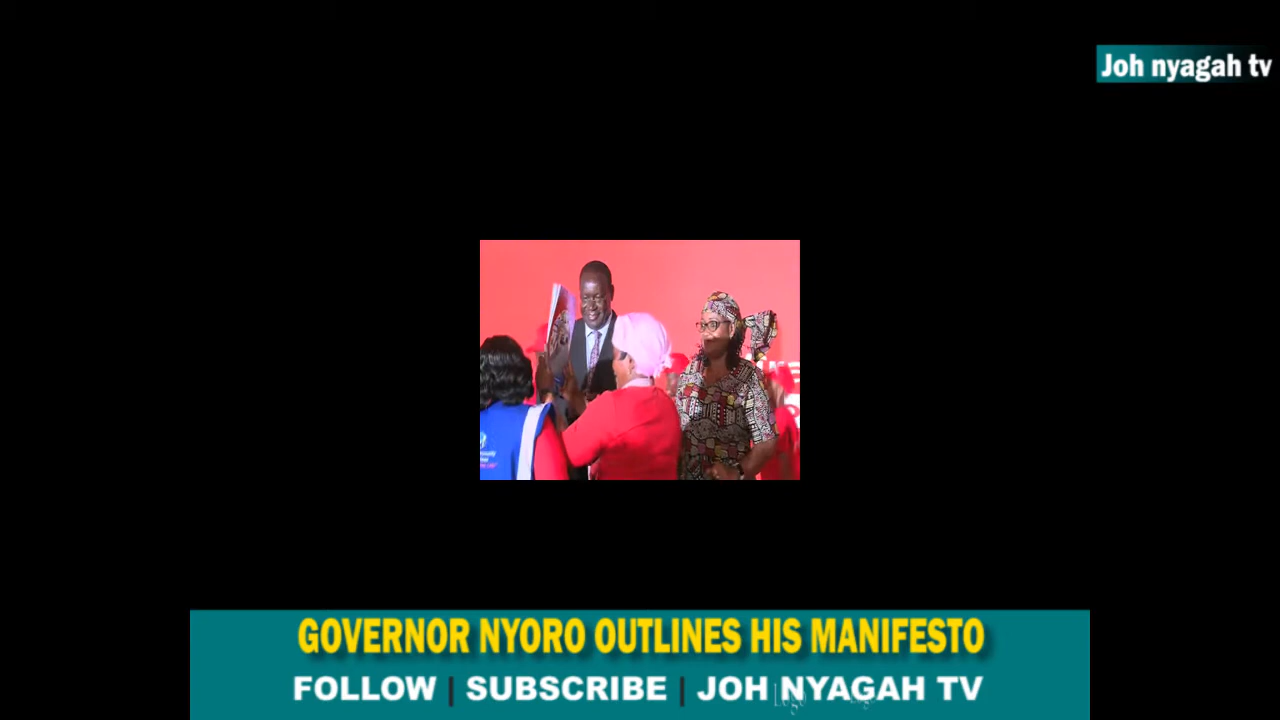 Joh nyagah tv
GOVERNOR NYORO OUTLINES HIS MANIFESTO
FOLLOW | SUBSCRIBE | JOH NYAGAH TV